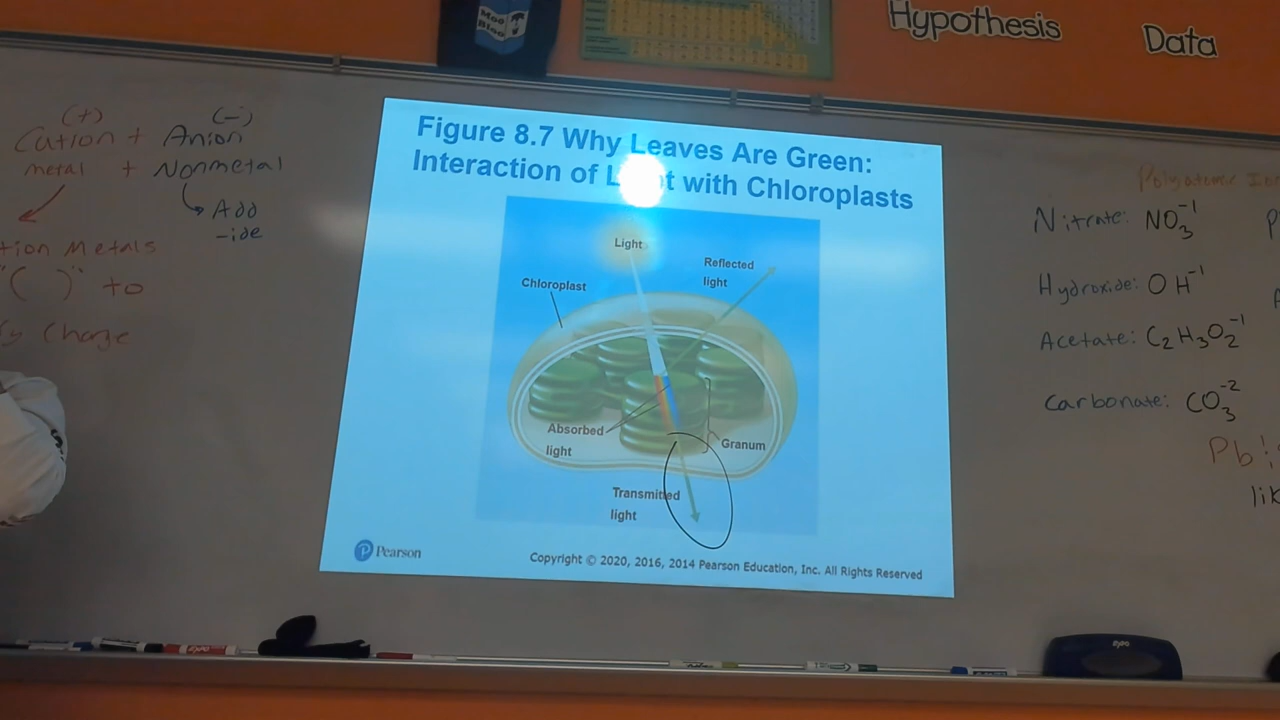 Moo
Bloo
Hypothesis
Data
(+) (-)
Cation + Anion
metal + Nonmetal
Add
-ide
tion Metals
"( )" to
Charge
Figure 8.7 Why Leaves Are Green:
Interaction of L t with Chloroplasts
Light
Reflected
light
Chloroplast
Absorbed
light
Granum
Transmitted
light
Pearson
Copyright © 2020, 2016, 2014 Pearson Education, Inc. All Rights Reserved
Nitrate: NO₃⁻¹
Hydroxide: OH⁻¹
Acetate: C₂H₃O₂⁻¹
Carbonate: CO₃⁻²
Pb
expo